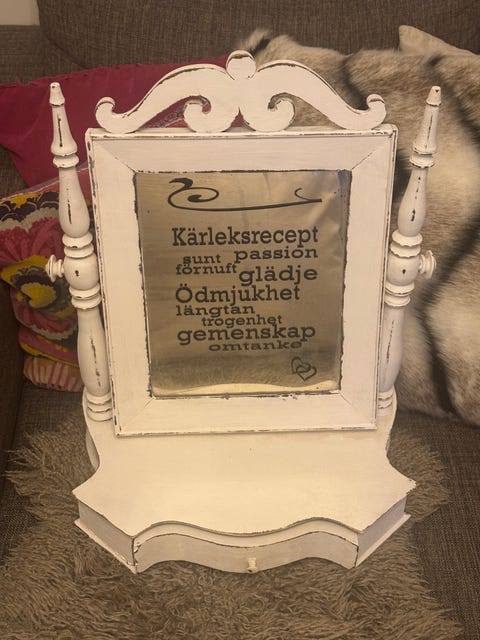 Kärleksrecept
sunt passion
förnuft glädje
Ödmjukhet
längtan
trogenhet
gemenskap
omtanke